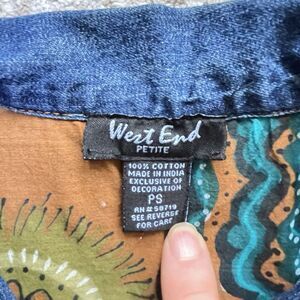 West End
PETITE
100% COTTON
MADE IN INDIA
EXCLUSIVE OF
DECORATION
PS
RN # 58719
SEE REVERSE
FOR CARE